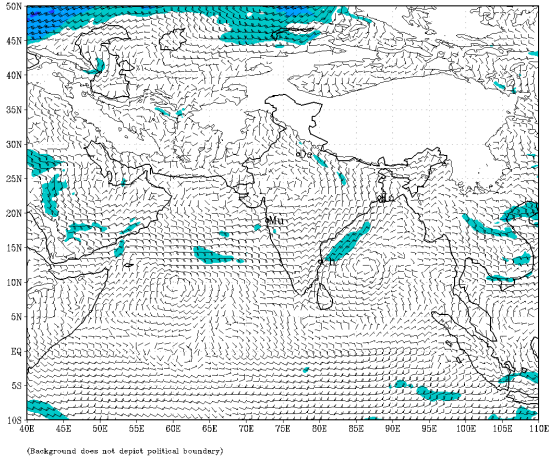 50N
45N
40N
35N
30N
25N
20N
15N
10N
5N
EQ
5S
10S
Mu
40E 45E 50E 55E 60E 65E 70E 75E 80E 85E 90E 95E 100E 105E 110E
(Background does not depict political boundary)